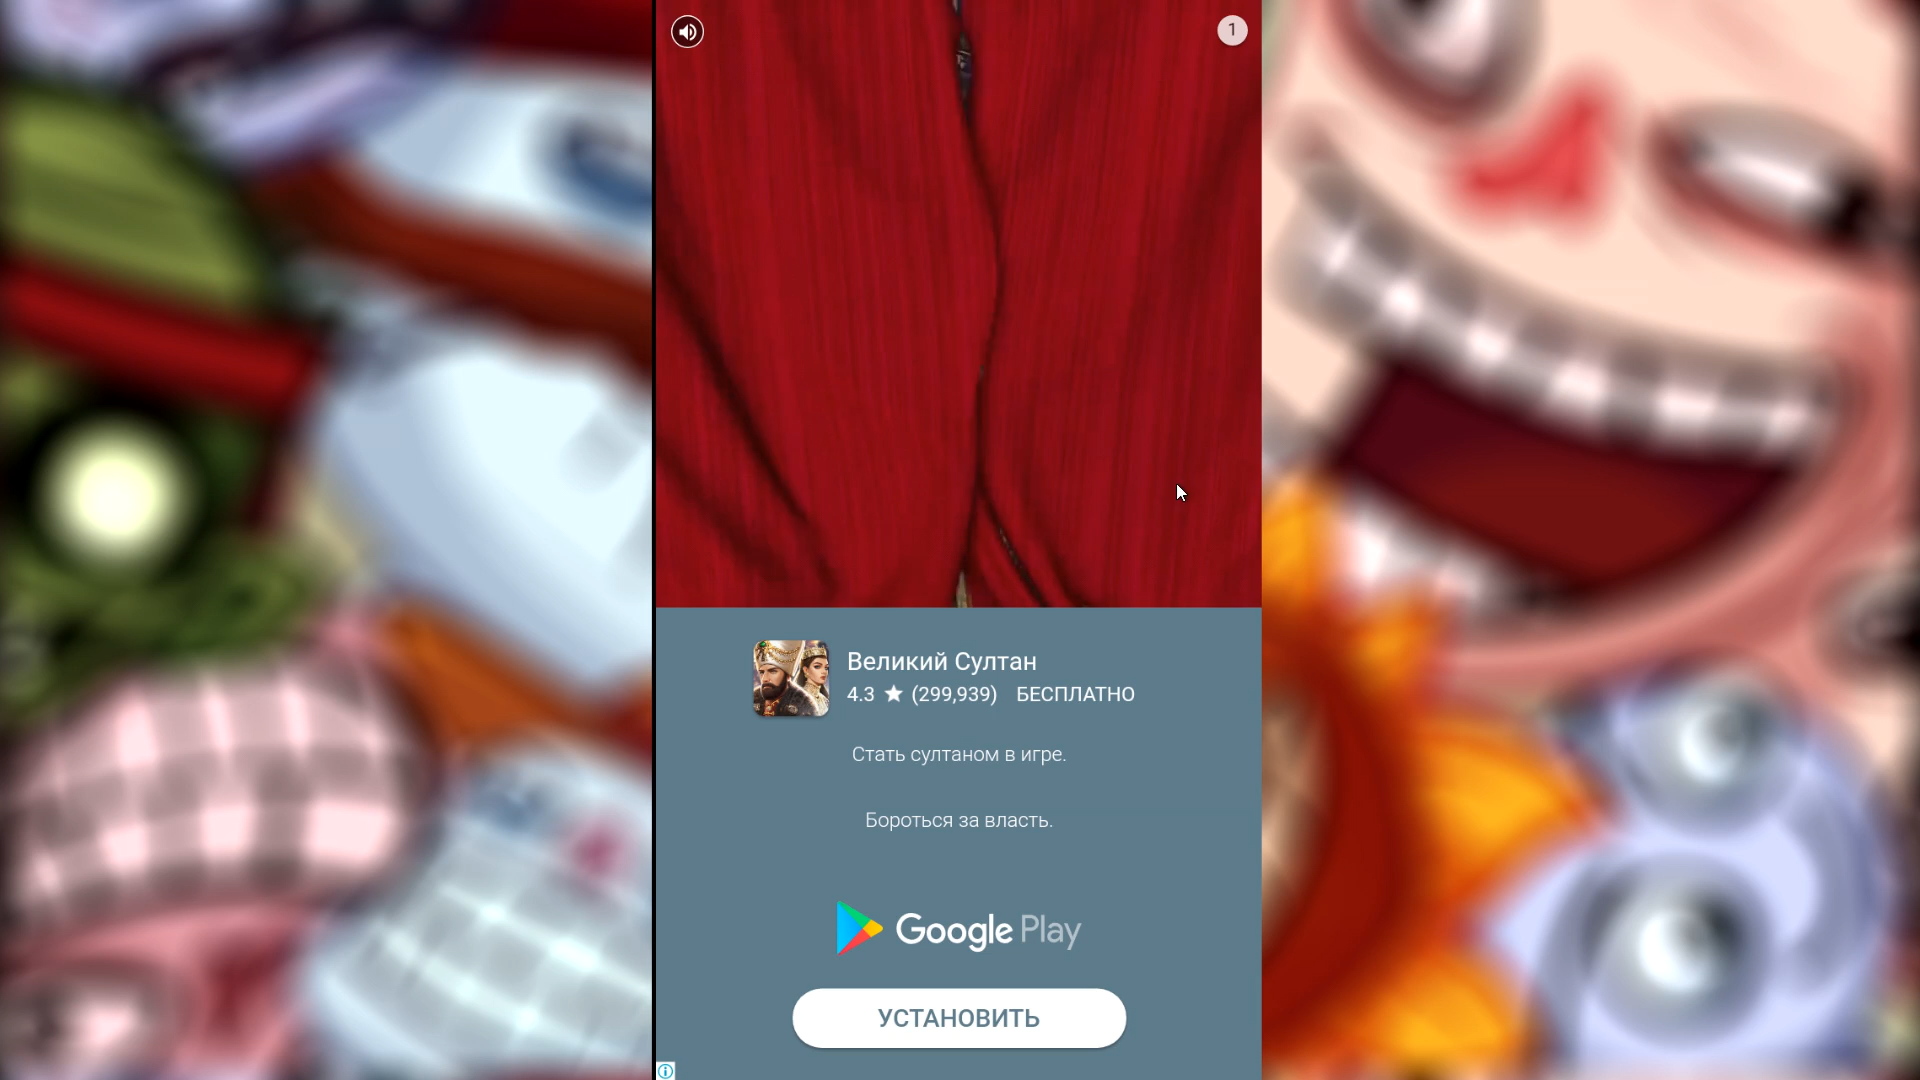 1
Великий Султан
4.3 ★ (299,939) БЕСПЛАТНО
Стать султаном в игре.
Бороться за власть.
Google Play
УСТАНОВИТЬ